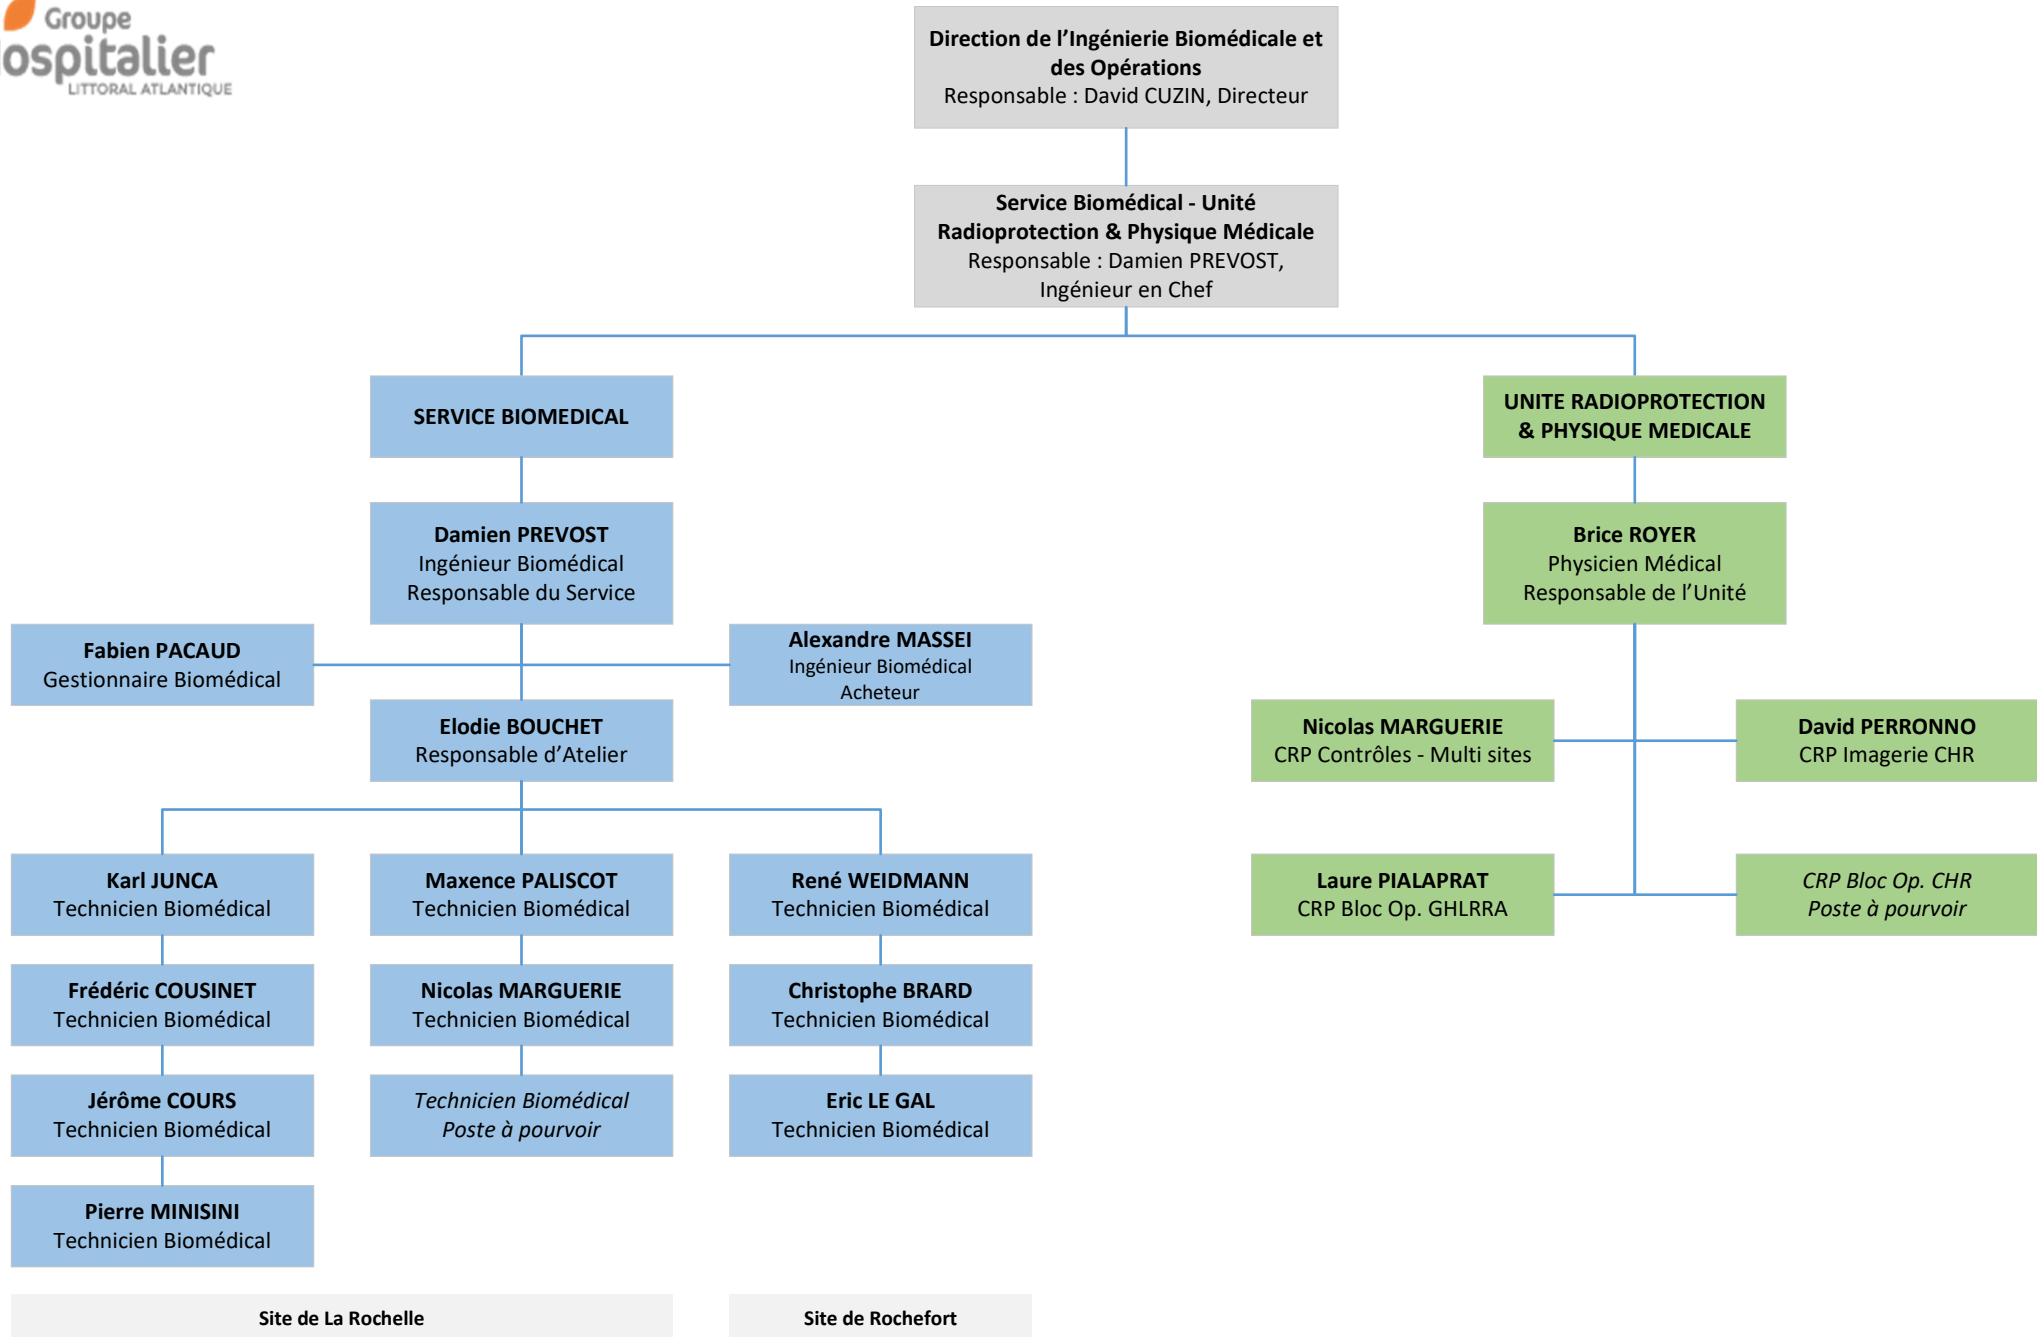 Groupe
Hospitalier
LITTORAL ATLANTIQUE
Direction de l'Ingénierie Biomédicale et
des Opérations
Responsable : David CUZIN, Directeur
Service Biomédical - Unité
Radioprotection & Physique Médicale
Responsable : Damien PREVOST,
Ingénieur en Chef
SERVICE BIOMEDICAL
UNITE RADIOPROTECTION
& PHYSIQUE MEDICALE
Damien PREVOST
Ingénieur Biomédical
Responsable du Service
Brice ROYER
Physicien Médical
Responsable de l'Unité
Fabien PACAUD
Gestionnaire Biomédical
Alexandre MASSEI
Ingénieur Biomédical
Acheteur
Elodie BOUCHET
Responsable d'Atelier
Nicolas MARGUERIE
CRP Contrôles - Multi sites
David PERRONNO
CRP Imagerie CHR
Karl JUNCA
Technicien Biomédical
Maxence PALISCOT
Technicien Biomédical
René WEIDMANN
Technicien Biomédical
Laure PIALAPRAT
CRP Bloc Op. GHLRRA
CRP Bloc Op. CHR
Poste à pourvoir
Frédéric COUSINET
Technicien Biomédical
Nicolas MARGUERIE
Technicien Biomédical
Christophe BRARD
Technicien Biomédical
Jérôme COURS
Technicien Biomédical
Technicien Biomédical
Poste à pourvoir
Eric LE GAL
Technicien Biomédical
Pierre MINISINI
Technicien Biomédical
Site de La Rochelle
Site de Rochefort